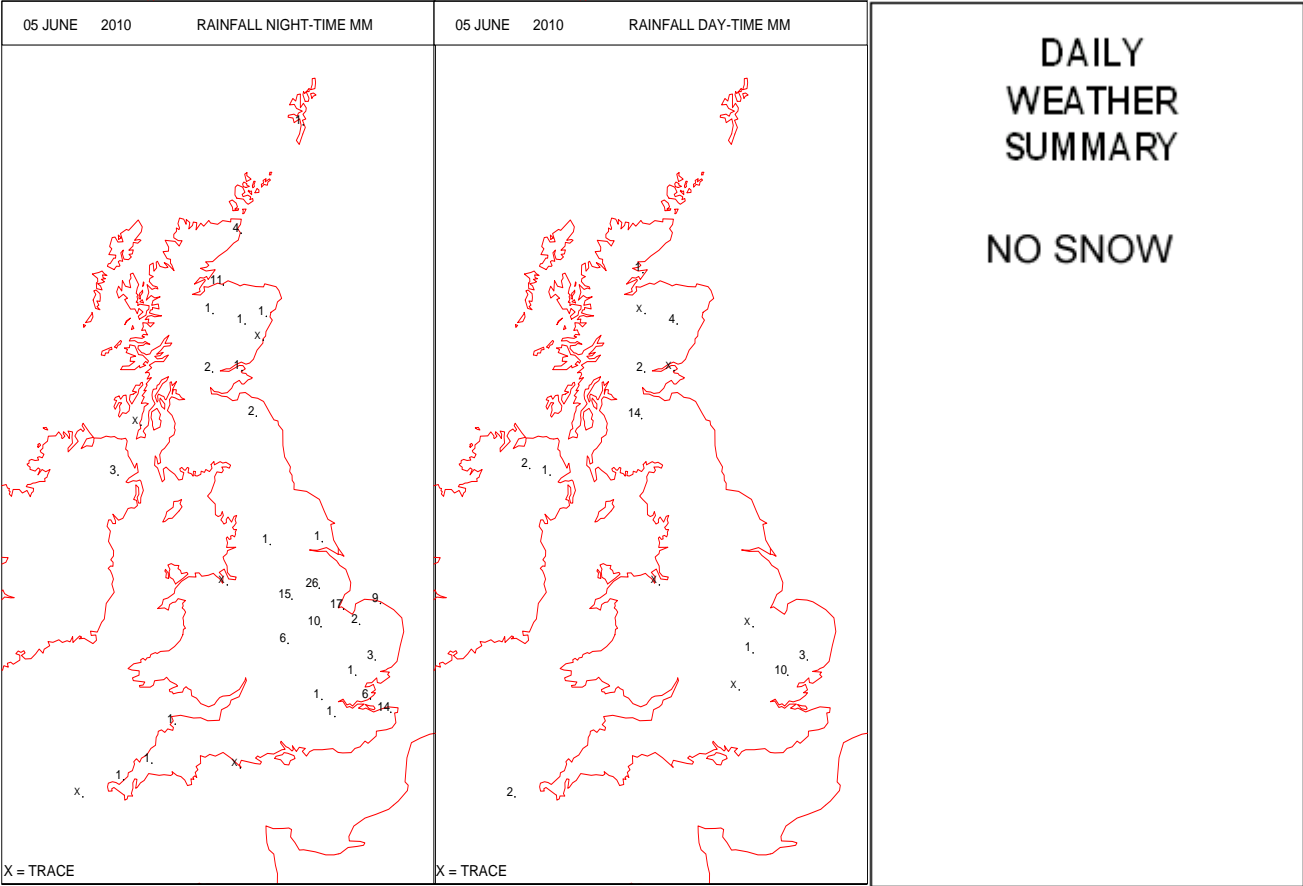 05 JUNE 2010 RAINFALL NIGHT-TIME MM
1
4.
11.
1. 1.
1.
X.
2. 1.
2.
X.
3.
1.
1.
X.
26.
15.
9.
17.
10. 2.
6.
3.
1.
1. 6.
14.
1.
1.
1.
X.
1.
X.
X = TRACE
05 JUNE 2010 RAINFALL DAY-TIME MM
X.
4.
2. X
14.
2.
1.
X.
X.
1.
3.
10.
X.
2.
X = TRACE
DAILY
WEATHER
SUMMARY
NO SNOW